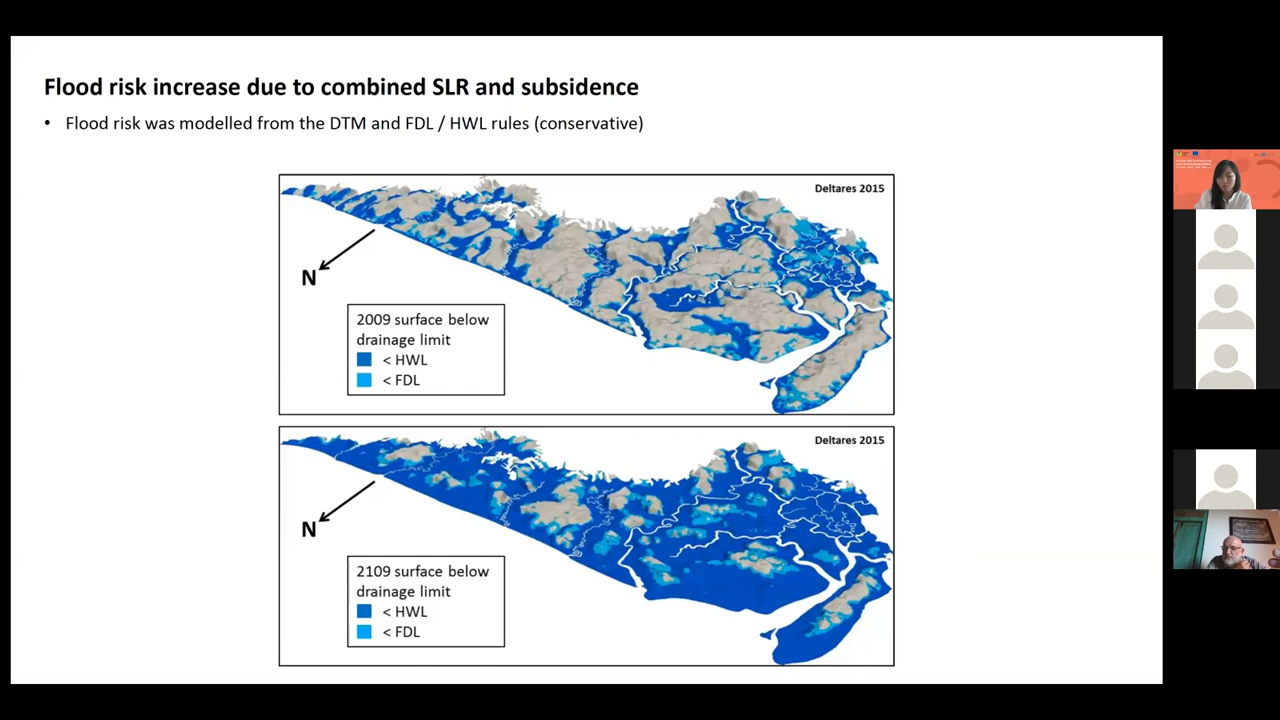 Flood risk increase due to combined SLR and subsidence
• Flood risk was modelled from the DTM and FDL / HWL rules (conservative)
Deltares 2015
N
2009 surface below
drainage limit
< HWL
< FDL
Deltares 2015
N
2109 surface below
drainage limit
< HWL
< FDL